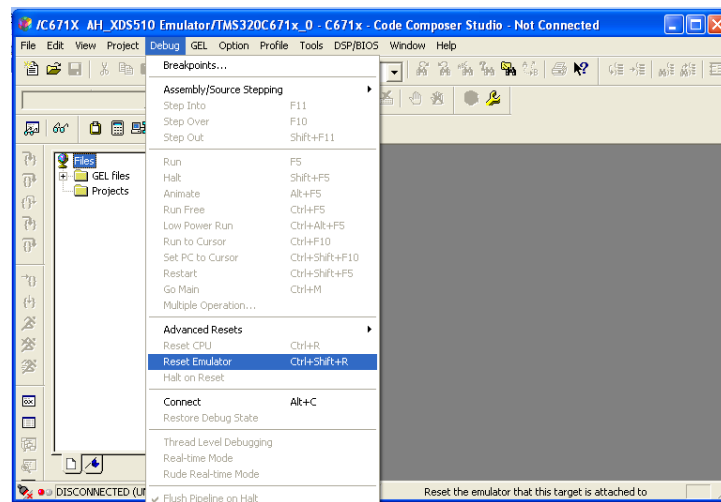 /C671X AH_XDS510 Emulator/TMS320C671x_0 - C671x - Code Composer Studio - Not Connected
File Edit View Project Debug GEL Option Profile Tools DSP/BIOS Window Help
Breakpoints...
Assembly/Source Stepping
Step Into F11
Step Over F10
Step Out Shift+F11
Files
GEL files
Projects
Run F5
Halt Shift+F5
Animate Alt+F5
Run Free Ctrl+F5
Low Power Run Ctrl+Alt+F5
Run to Cursor Ctrl+F10
Set PC to Cursor Ctrl+Shift+F10
Restart Ctrl+Shift+F5
Go Main Ctrl+M
Multiple Operation...
Advanced Resets
Reset CPU Ctrl+R
Reset Emulator Ctrl+Shift+R
Halt on Reset
Connect Alt+C
Restore Debug State
Thread Level Debugging
Real-time Mode
Rude Real-time Mode
Flush Pipeline on Halt
DISCONNECTED (U
Reset the emulator that this target is attached to